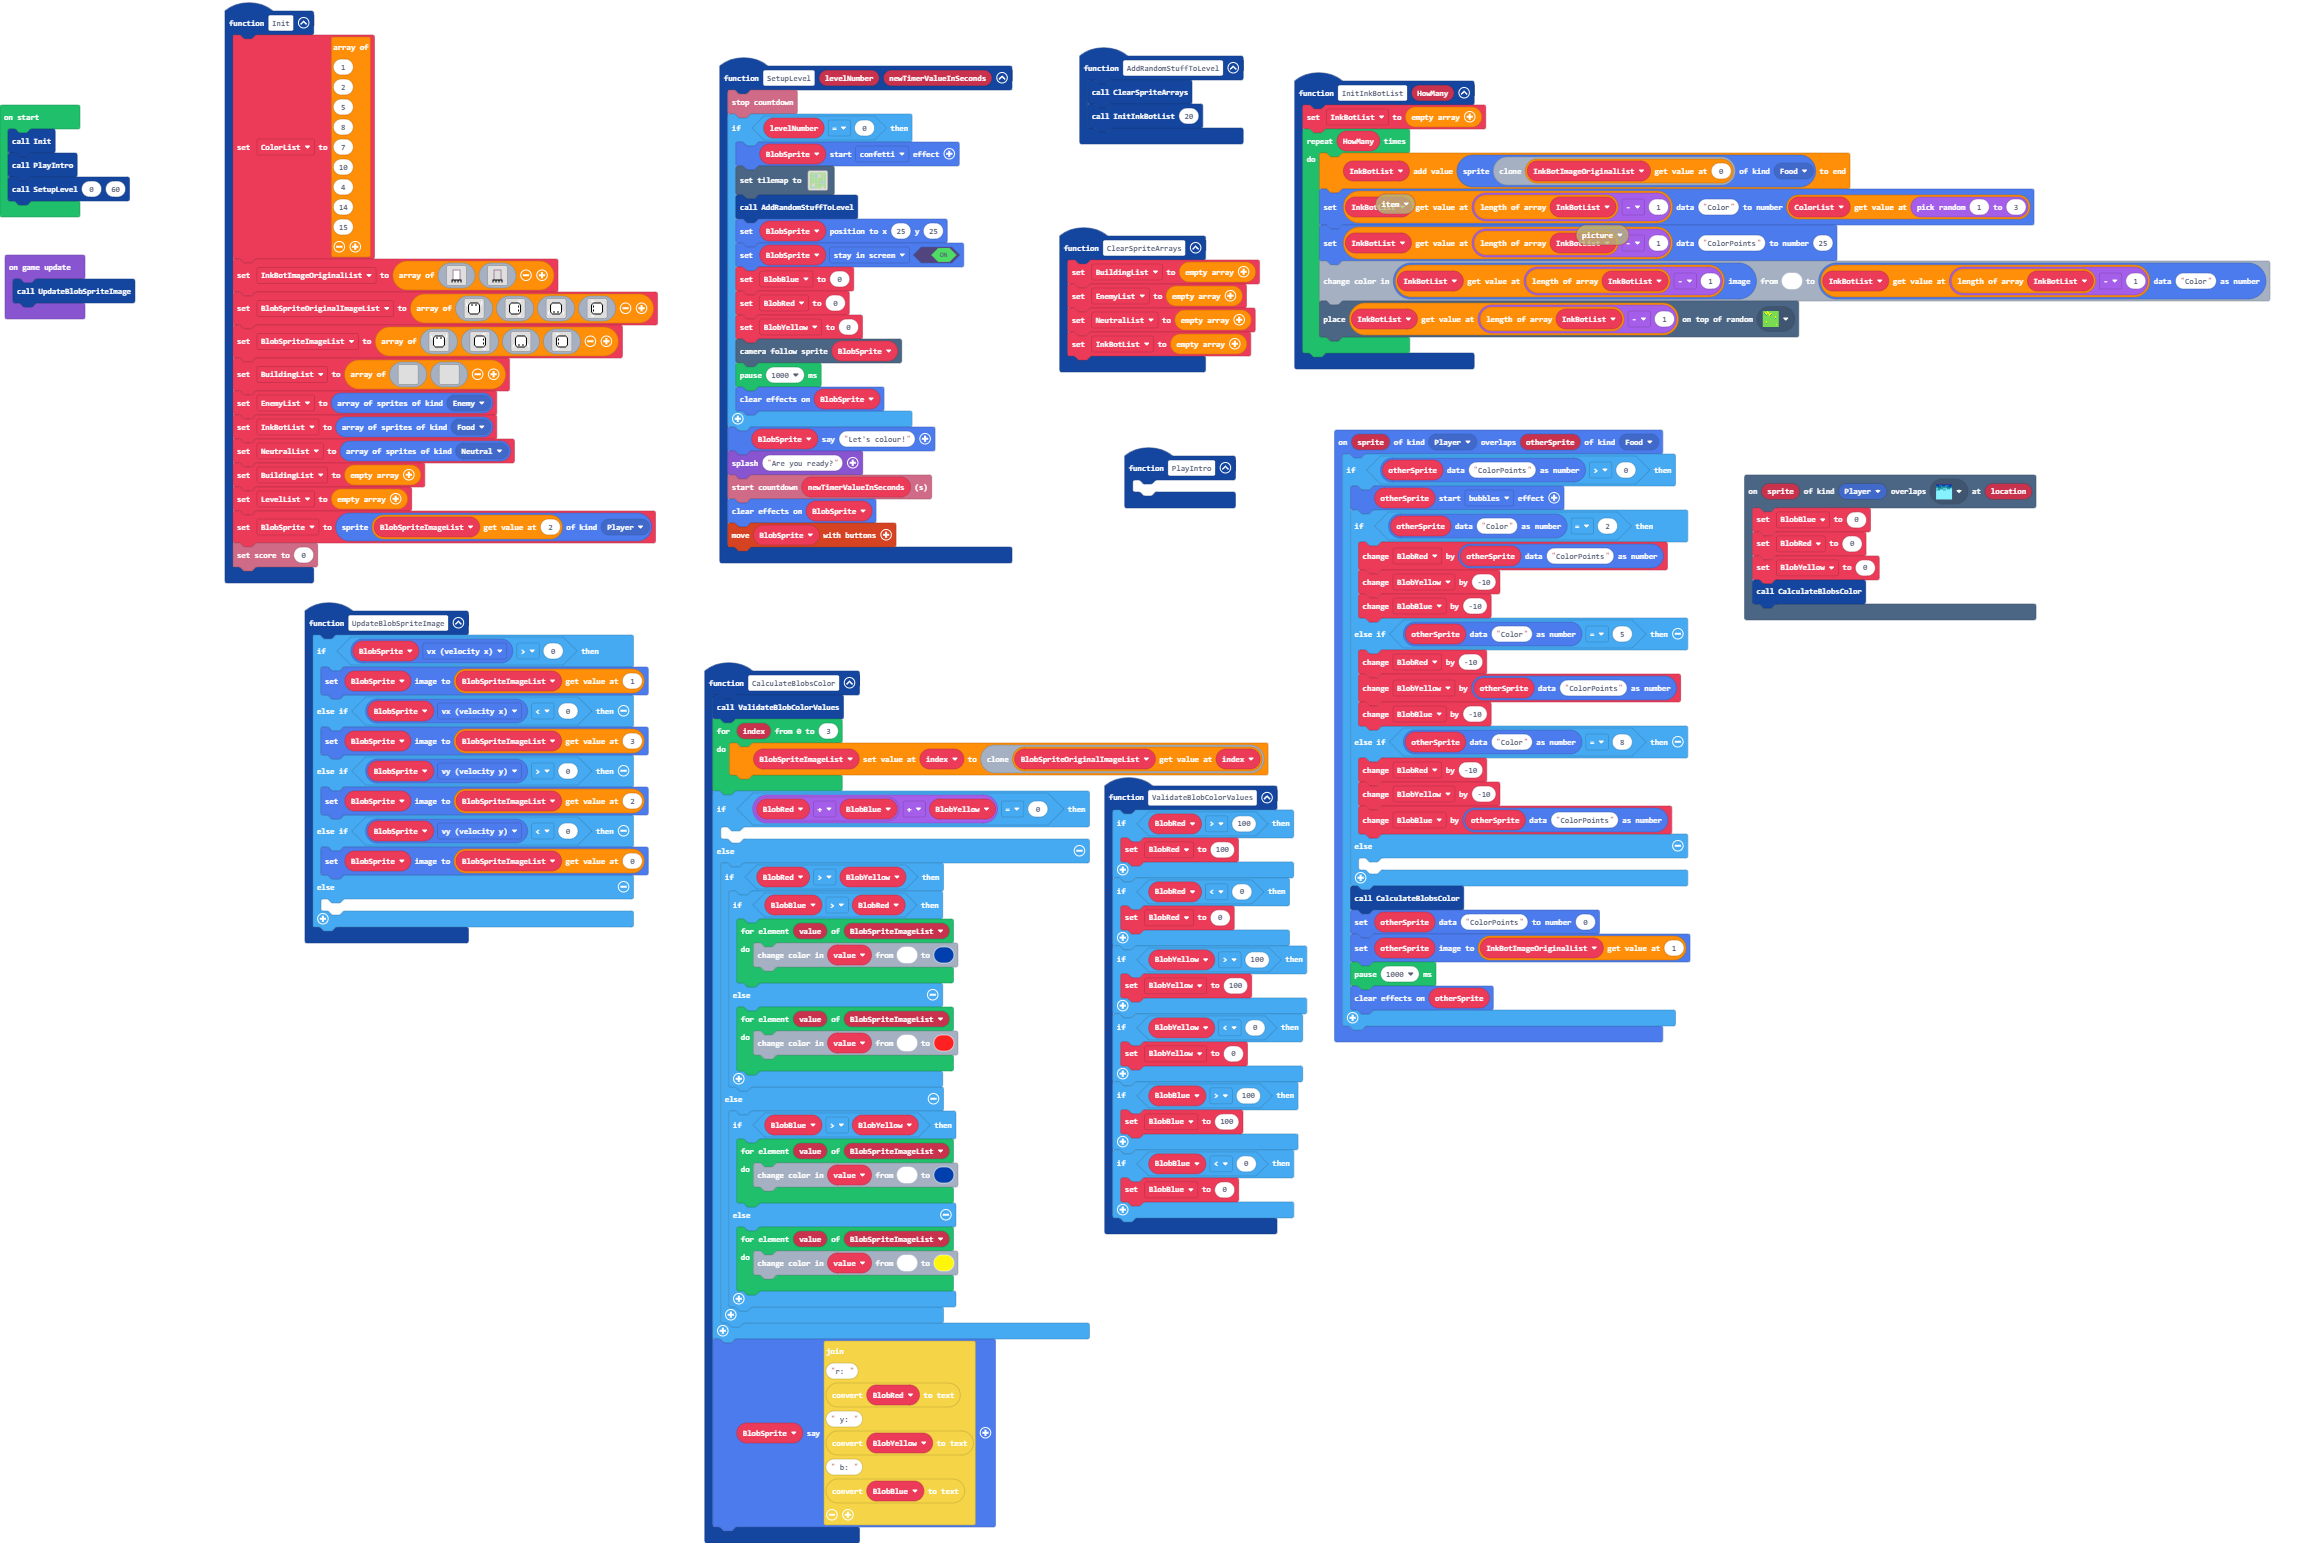 on start
call Init
call PlayIntro
call SetupLevel 0 60
on game update
call UpdateBlobSpriteImage
function Init
set ColorList to array of
1
2
5
8
7
10
4
14
15
set InkBotImageOriginalList to array of
set BlobSpriteOriginalImageList to array of
set BlobSpriteImageList to array of
set BuildingList to array of
set EnemyList to array of sprites of kind Enemy
set InkBotList to array of sprites of kind Food
set NeutralList to array of sprites of kind Neutral
set BuildingList to empty array
set LevelList to empty array
set BlobSprite to sprite BlobSpriteImageList get value at 2 of kind Player
set score to 0
function UpdateBlobSpriteImage
if BlobSprite vx (velocity x) > 0 then
set BlobSprite image to BlobSpriteImageList get value at 1
else if BlobSprite vx (velocity x) < 0 then
set BlobSprite image to BlobSpriteImageList get value at 3
else if BlobSprite vy (velocity y) > 0 then
set BlobSprite image to BlobSpriteImageList get value at 2
else if BlobSprite vy (velocity y) < 0 then
set BlobSprite image to BlobSpriteImageList get value at 0
else
function SetupLevel levelNumber newTimerValueInSeconds
stop countdown
if levelNumber = 0 then
BlobSprite start confetti effect
set tilemap to
call AddRandomStuffToLevel
set BlobSprite position to x 25 y 25
set BlobSprite stay in screen ON
set BlobBlue to 0
set BlobRed to 0
set BlobYellow to 0
camera follow sprite BlobSprite
pause 1000 ms
clear effects on BlobSprite
BlobSprite say "Let's colour!"
splash "Are you ready?"
start countdown newTimerValueInSeconds (s)
clear effects on BlobSprite
move BlobSprite with buttons
function CalculateBlobsColor
call ValidateBlobColorValues
for index from 0 to 3
do BlobSpriteImageList set value at index to clone BlobSpriteOriginalImageList get value at index
if BlobRed + BlobBlue + BlobYellow = 0 then
else
if BlobRed > BlobYellow then
if BlobBlue > BlobRed then
for element value of BlobSpriteImageList
do change color in value from to
else
for element value of BlobSpriteImageList
do change color in value from to
else
if BlobBlue > BlobYellow then
for element value of BlobSpriteImageList
do change color in value from to
else
for element value of BlobSpriteImageList
do change color in value from to
BlobSprite say join
"r: "
convert BlobRed to text
" y: "
convert BlobYellow to text
" b: "
convert BlobBlue to text
function AddRandomStuffToLevel
call ClearSpriteArrays
call InitInkBotList 20
function ClearSpriteArrays
set BuildingList to empty array
set EnemyList to empty array
set NeutralList to empty array
set InkBotList to empty array
function PlayIntro
function ValidateBlobColorValues
if BlobRed > 100 then
set BlobRed to 100
if BlobRed < 0 then
set BlobRed to 0
if BlobYellow > 100 then
set BlobYellow to 100
if BlobYellow < 0 then
set BlobYellow to 0
if BlobBlue > 100 then
set BlobBlue to 100
if BlobBlue < 0 then
set BlobBlue to 0
function InitInkBotList HowMany
set InkBotList to empty array
repeat HowMany times
do InkBotList add value sprite clone InkBotImageOriginalList get value at 0 of kind Food to end
set item get value at length of array InkBotList - 1 data "Color" to number ColorList get value at pick random 1 to 3
set InkBotList get value at length of array picture - 1 data "ColorPoints" to number 25
change color in InkBotList get value at length of array InkBotList - 1 image from to InkBotList get value at length of array InkBotList - 1 data "Color" as number
place InkBotList get value at length of array InkBotList - 1 on top of random
on sprite of kind Player overlaps otherSprite of kind Food
if otherSprite data "ColorPoints" as number > 0 then
otherSprite start bubbles effect
if otherSprite data "Color" as number = 2 then
change BlobRed by otherSprite data "ColorPoints" as number
change BlobYellow by -10
change BlobBlue by -10
else if otherSprite data "Color" as number = 5 then
change BlobRed by -10
change BlobYellow by otherSprite data "ColorPoints" as number
change BlobBlue by -10
else if otherSprite data "Color" as number = 8 then
change BlobRed by -10
change BlobYellow by -10
change BlobBlue by otherSprite data "ColorPoints" as number
else
call CalculateBlobsColor
set otherSprite data "ColorPoints" to number 0
set otherSprite image to InkBotImageOriginalList get value at 1
pause 1000 ms
clear effects on otherSprite
on sprite of kind Player overlaps at location
set BlobBlue to 0
set BlobRed to 0
set BlobYellow to 0
call CalculateBlobsColor